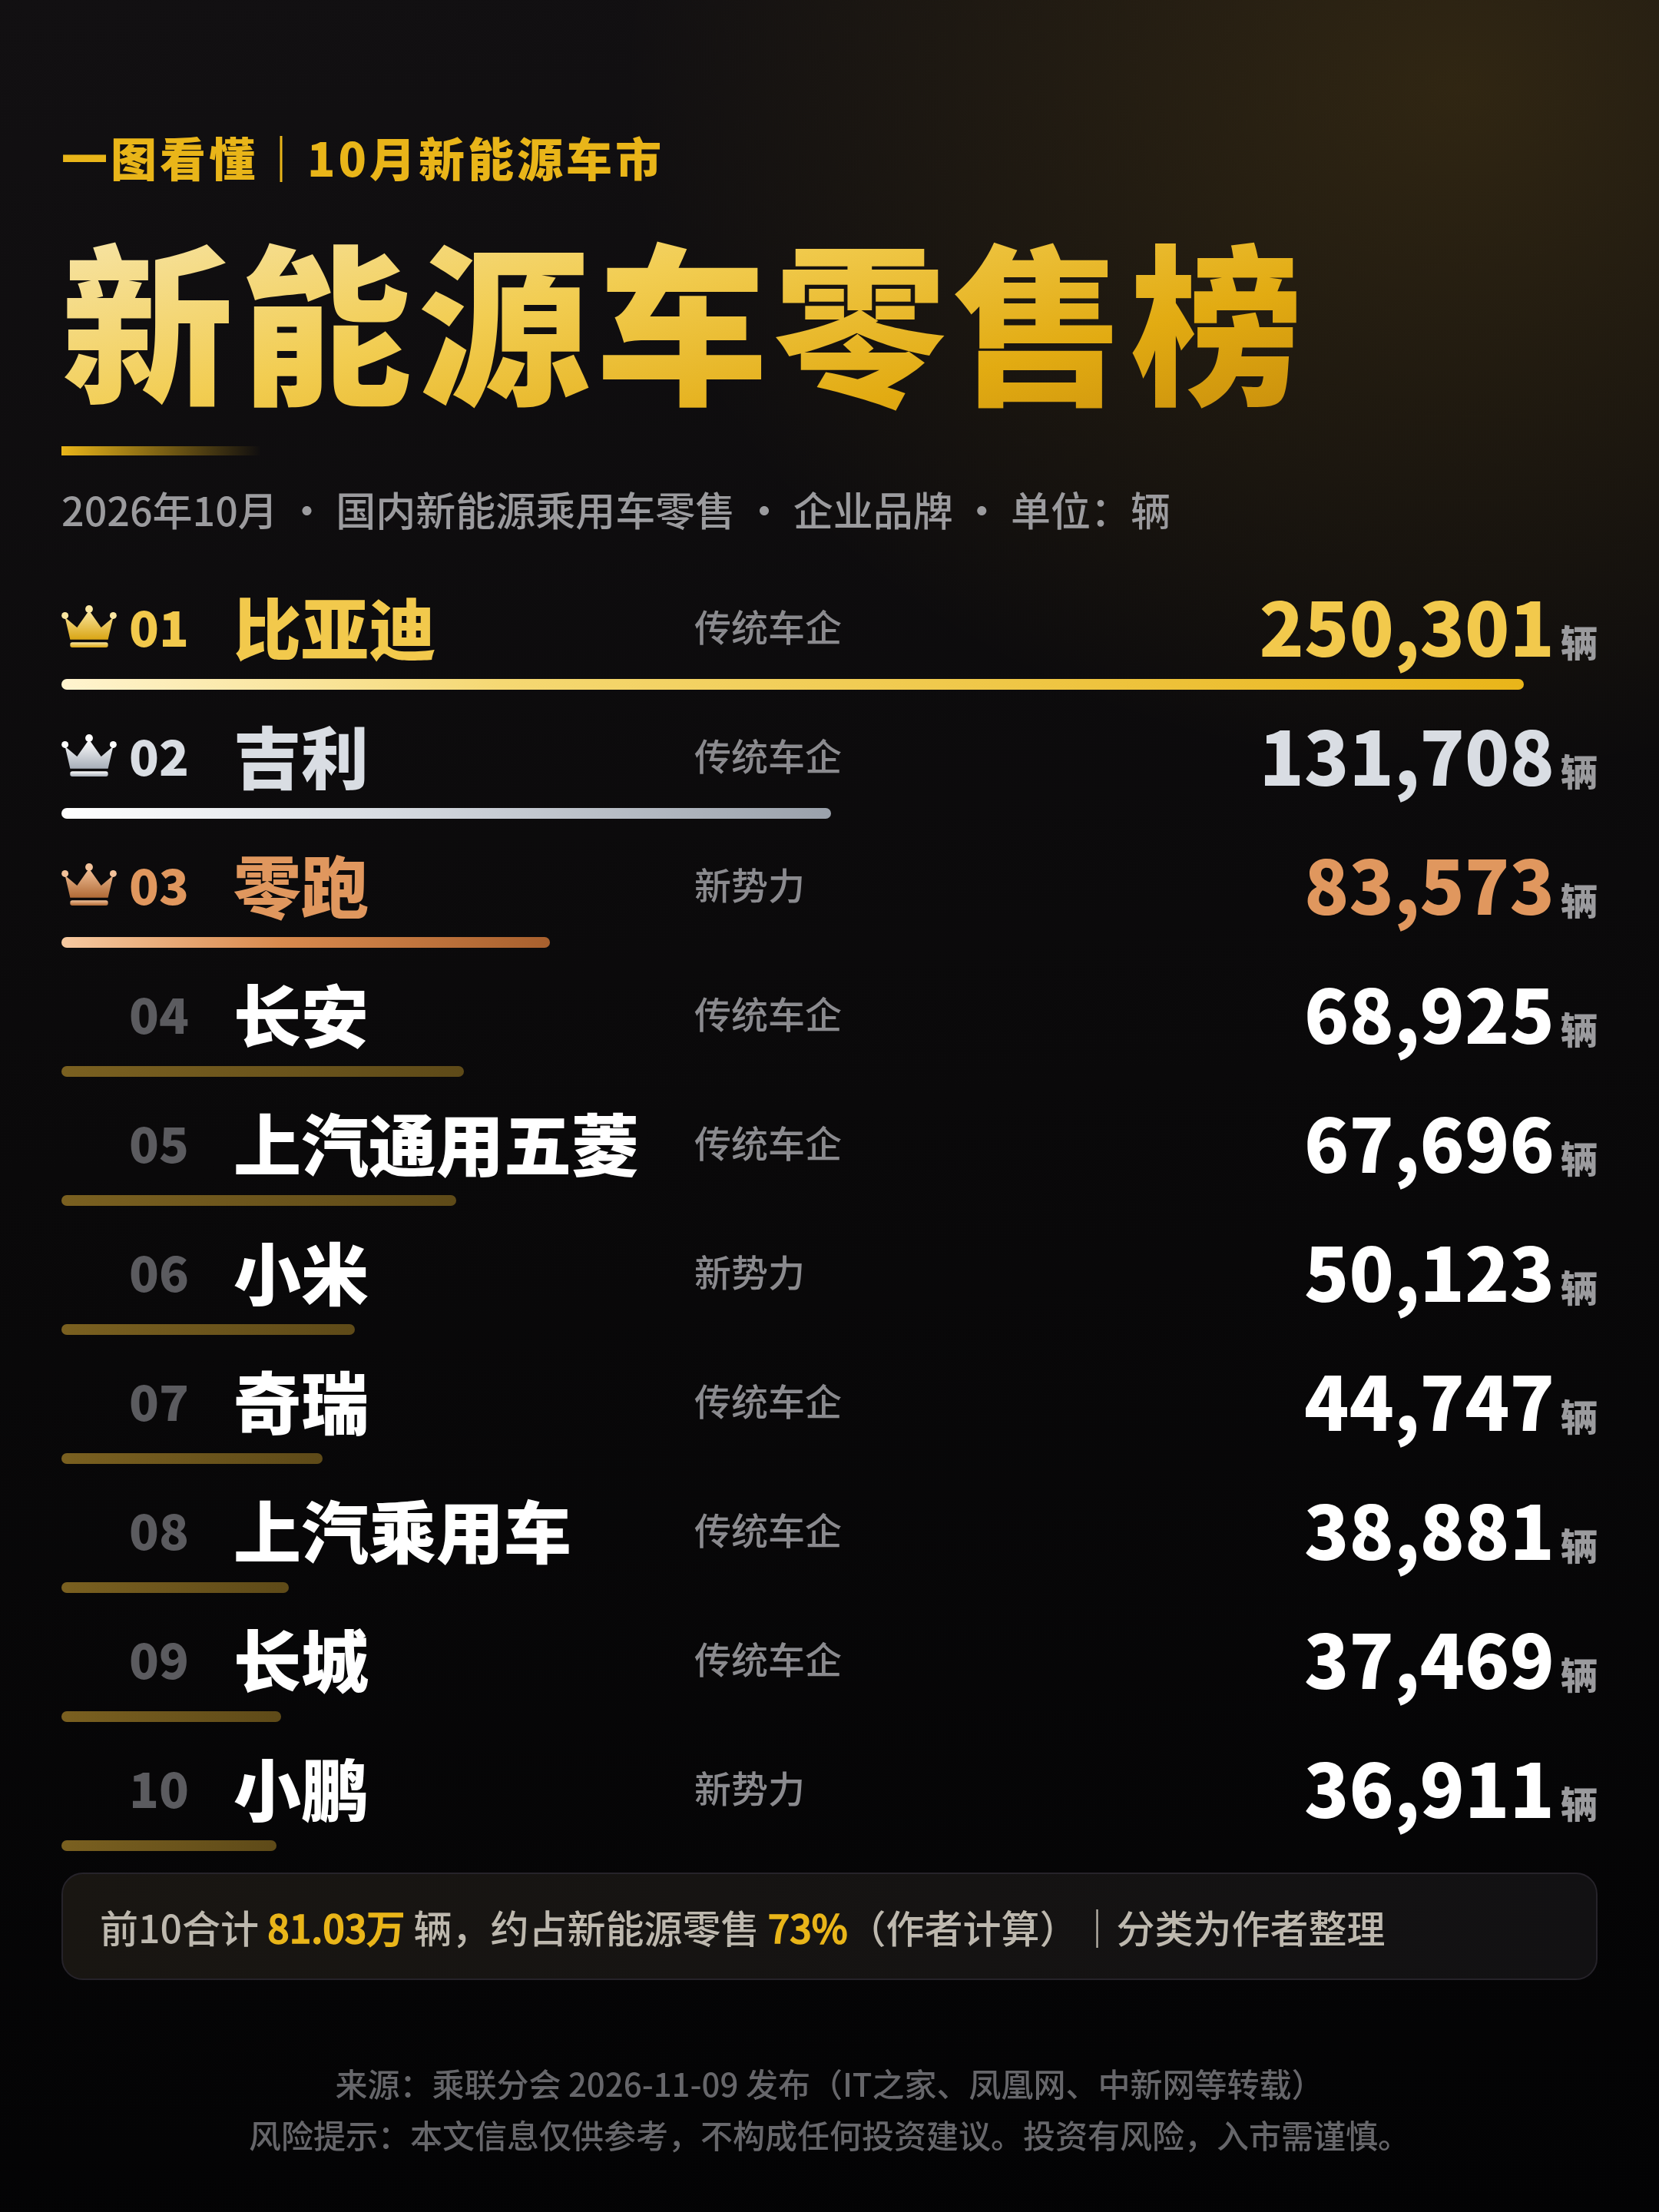 一图看懂｜10月新能源车市
新能源车零售榜
2026年10月 · 国内新能源乘用车零售 · 企业品牌 · 单位：辆
01 比亚迪 传统车企 250,301 辆
02 吉利 传统车企 131,708 辆
03 零跑 新势力 83,573 辆
04 长安 传统车企 68,925 辆
05 上汽通用五菱 传统车企 67,696 辆
06 小米 新势力 50,123 辆
07 奇瑞 传统车企 44,747 辆
08 上汽乘用车 传统车企 38,881 辆
09 长城 传统车企 37,469 辆
10 小鹏 新势力 36,911 辆
前10合计 81.03万 辆，约占新能源零售 73%（作者计算）｜分类为作者整理
来源：乘联分会 2026-11-09 发布（IT之家、凤凰网、中新网等转载）
风险提示：本文信息仅供参考，不构成任何投资建议。投资有风险，入市需谨慎。